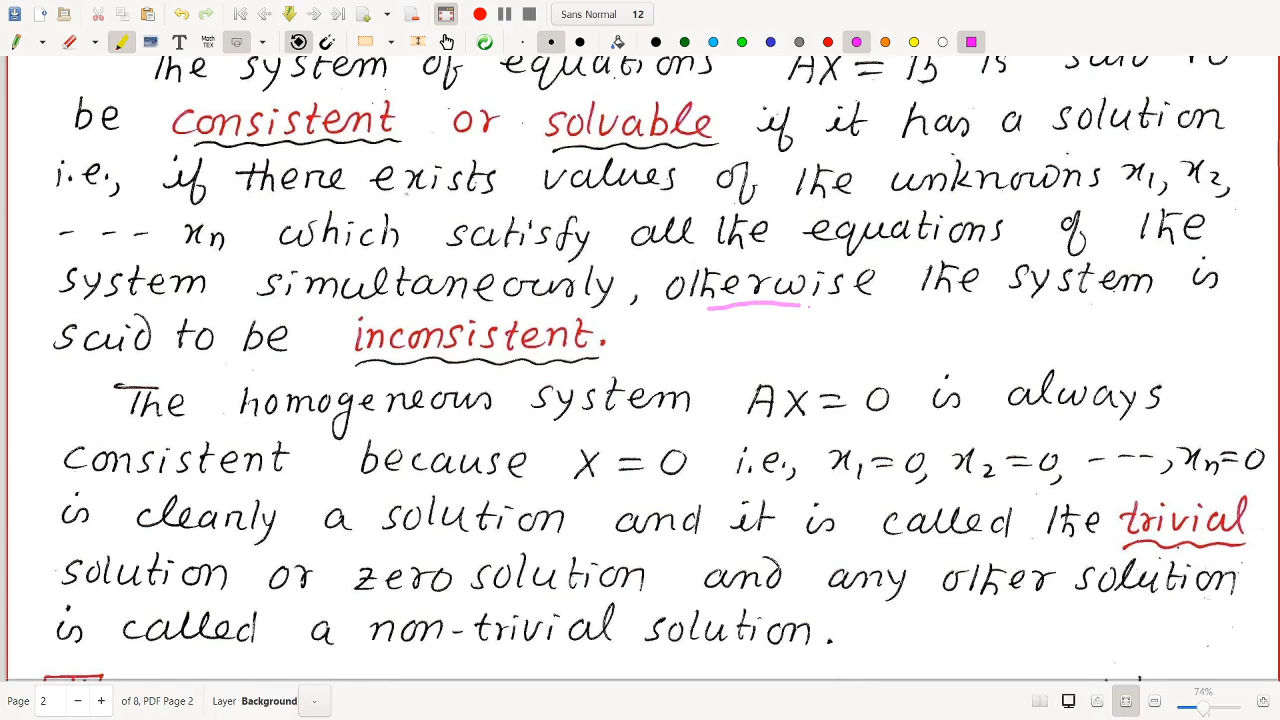 Sans Normal 12
The system of equations AX = B is said to
be consistent or solvable if it has a solution
i.e., if there exists values of the unknowns x1, x2,
---- xn which satisfy all the equations of the
system simultaneously, otherwise the system is
said to be inconsistent.
The homogeneous system AX = 0 is always
consistent because X = 0 i.e., x1=0, x2=0, ----, xn=0
is clearly a solution and it is called the trivial
solution or zero solution and any other solution
is called a non-trivial solution.
Page 2 of 8, PDF Page 2 Layer Background 74%